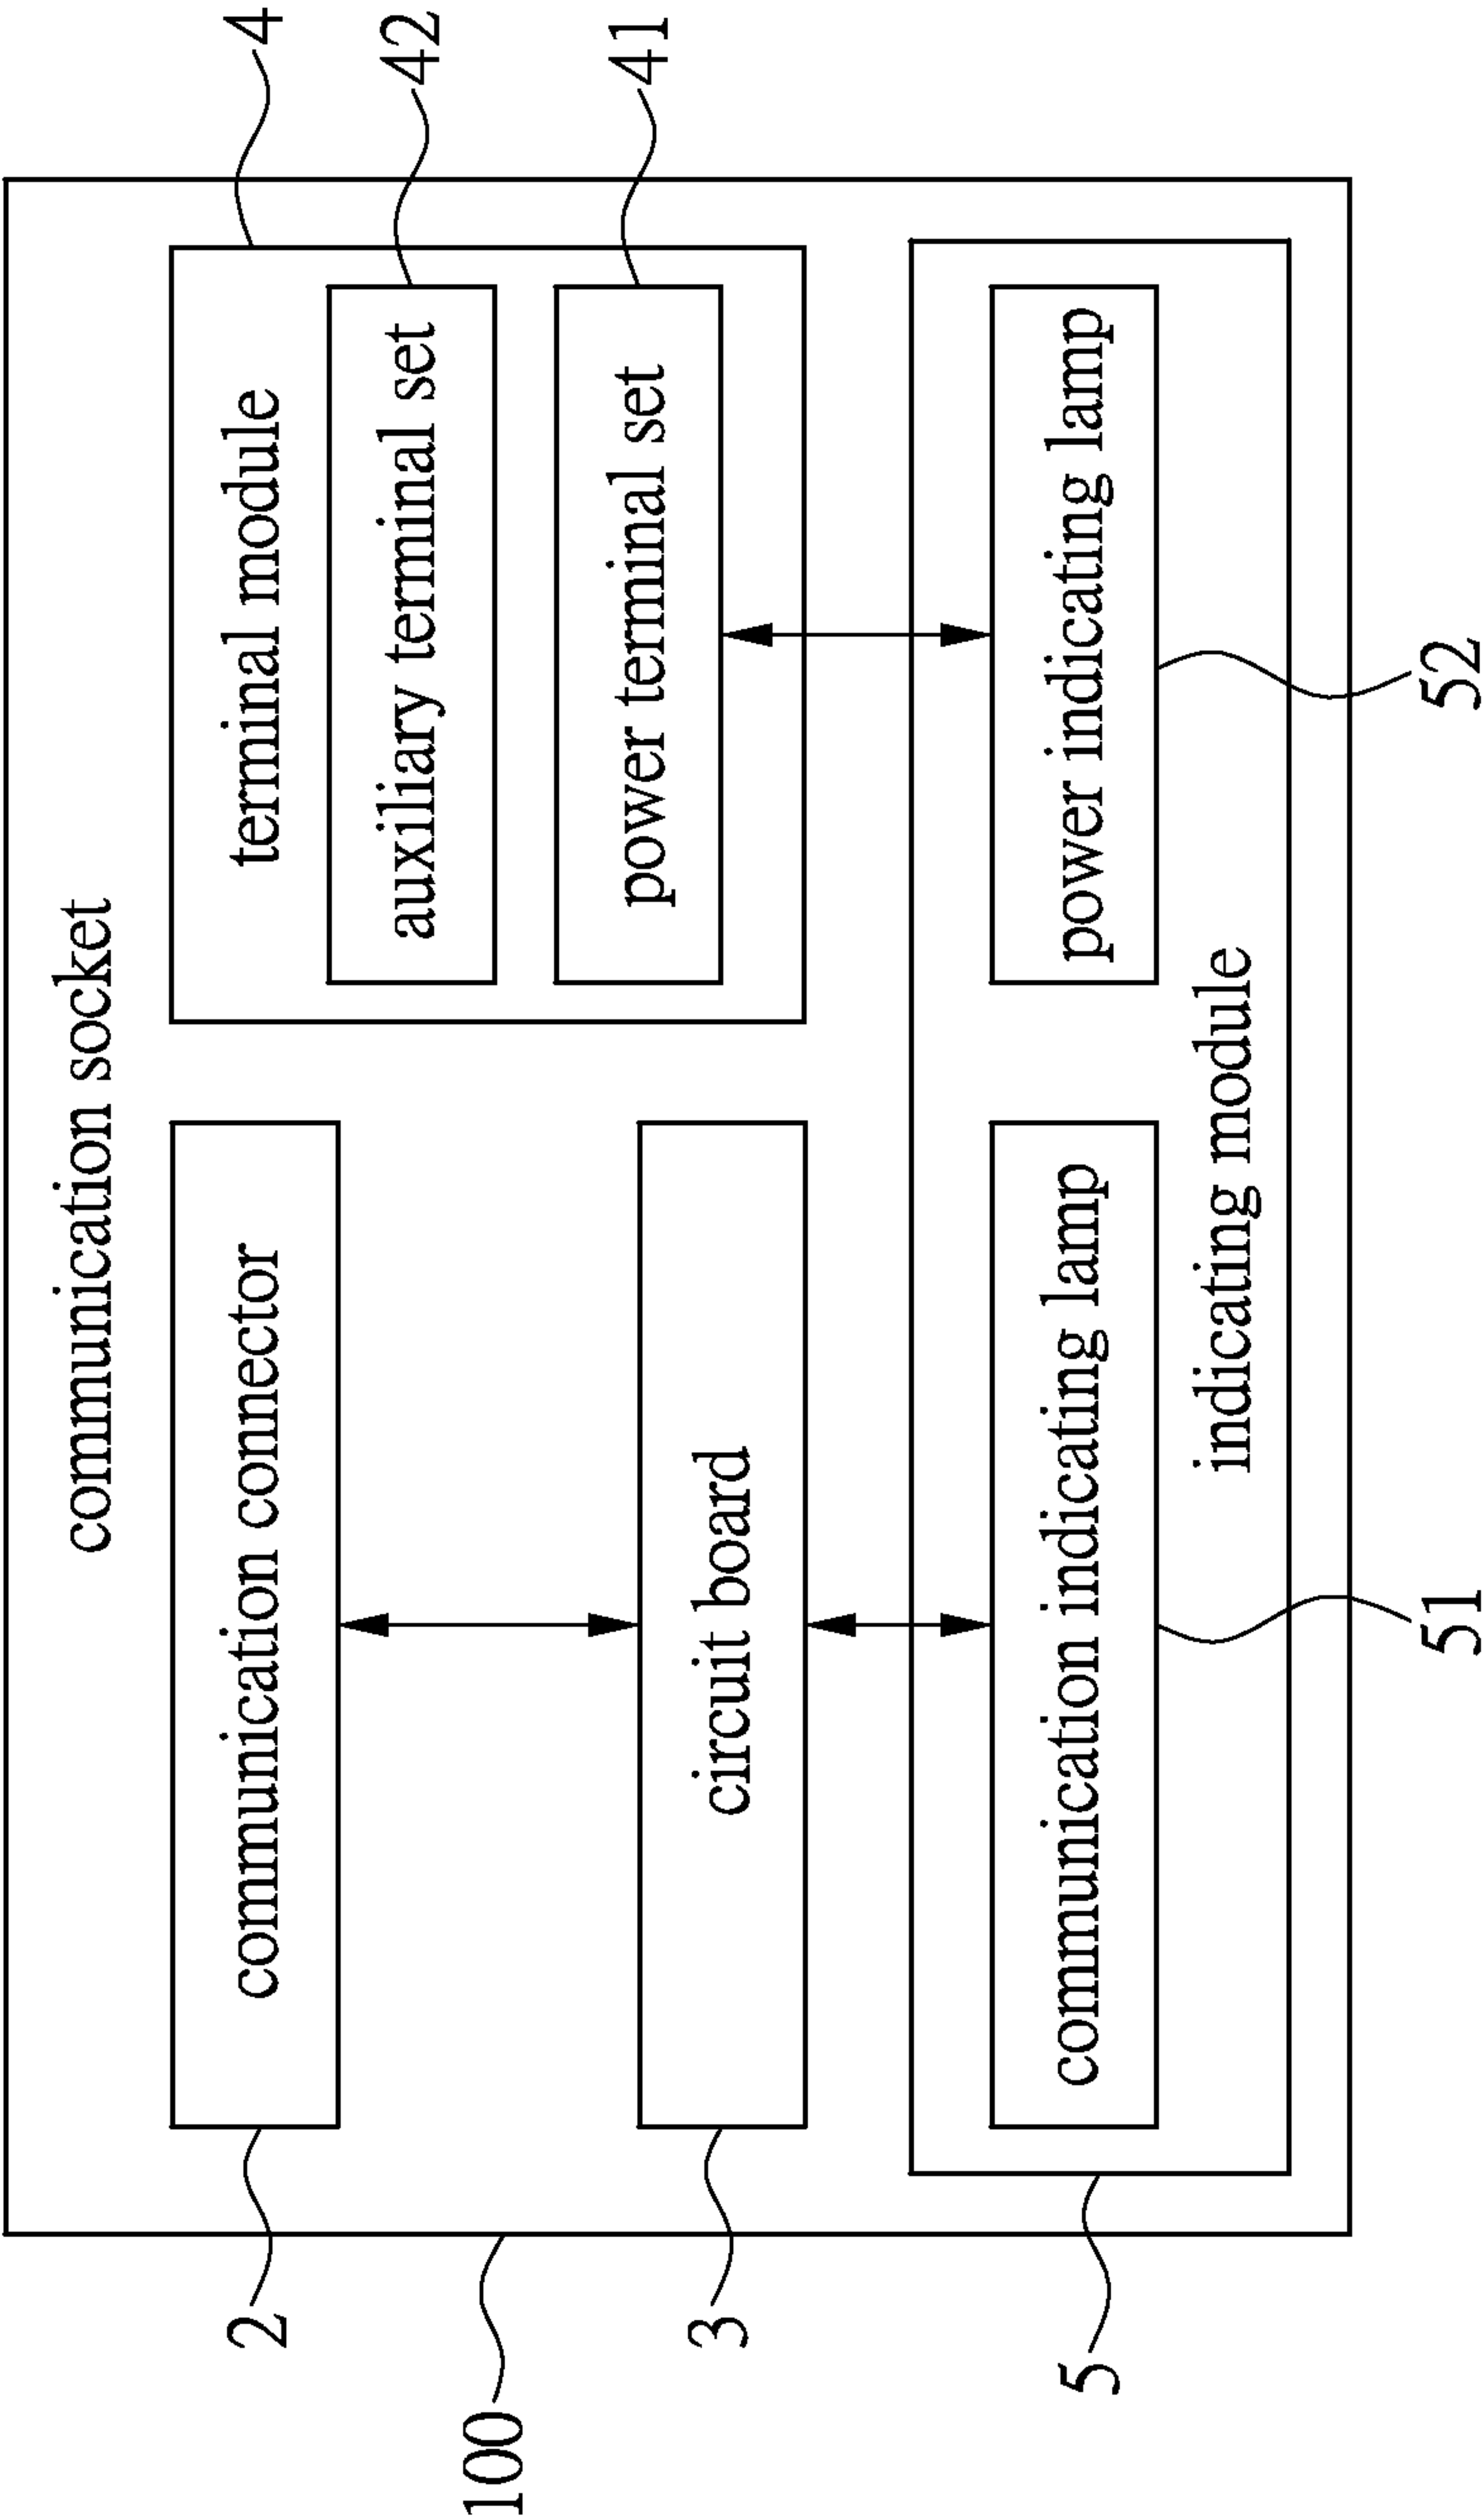 communication socket
2
communication connector
terminal module
4
auxiliary terminal set
42
100
power terminal set
41
3
circuit board
5
communication indicating lamp
power indicating lamp
indicating module
51
52